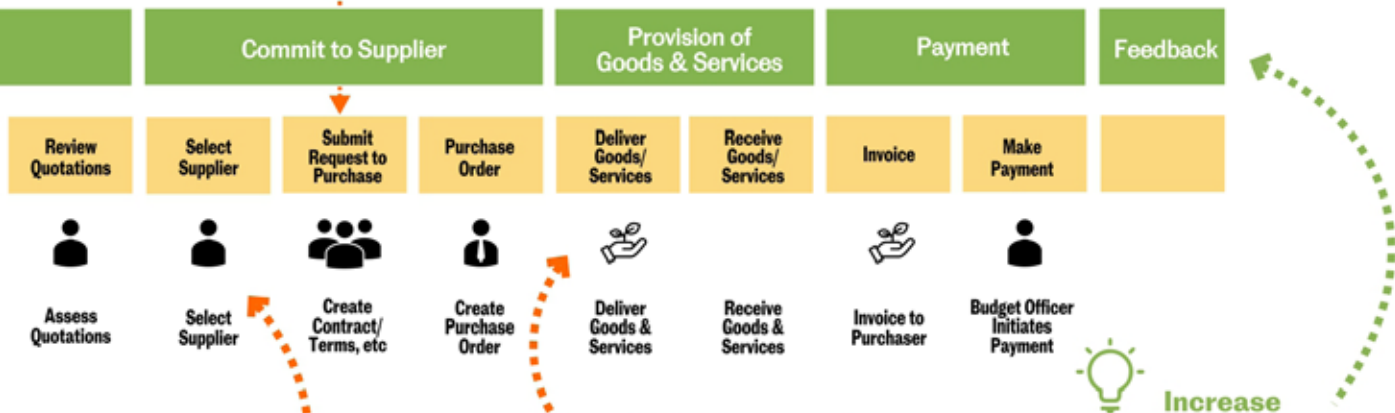 Commit to Supplier
Provision of
Goods & Services
Payment
Feedback
Review
Quotations
Select
Supplier
Submit
Request to
Purchase
Purchase
Order
Deliver
Goods/
Services
Receive
Goods/
Services
Invoice
Make
Payment
Assess
Quotations
Select
Supplier
Create
Contract/
Terms, etc
Create
Purchase
Order
Deliver
Goods &
Services
Receive
Goods &
Services
Invoice to
Purchaser
Budget Officer
Initiates
Payment
Increase